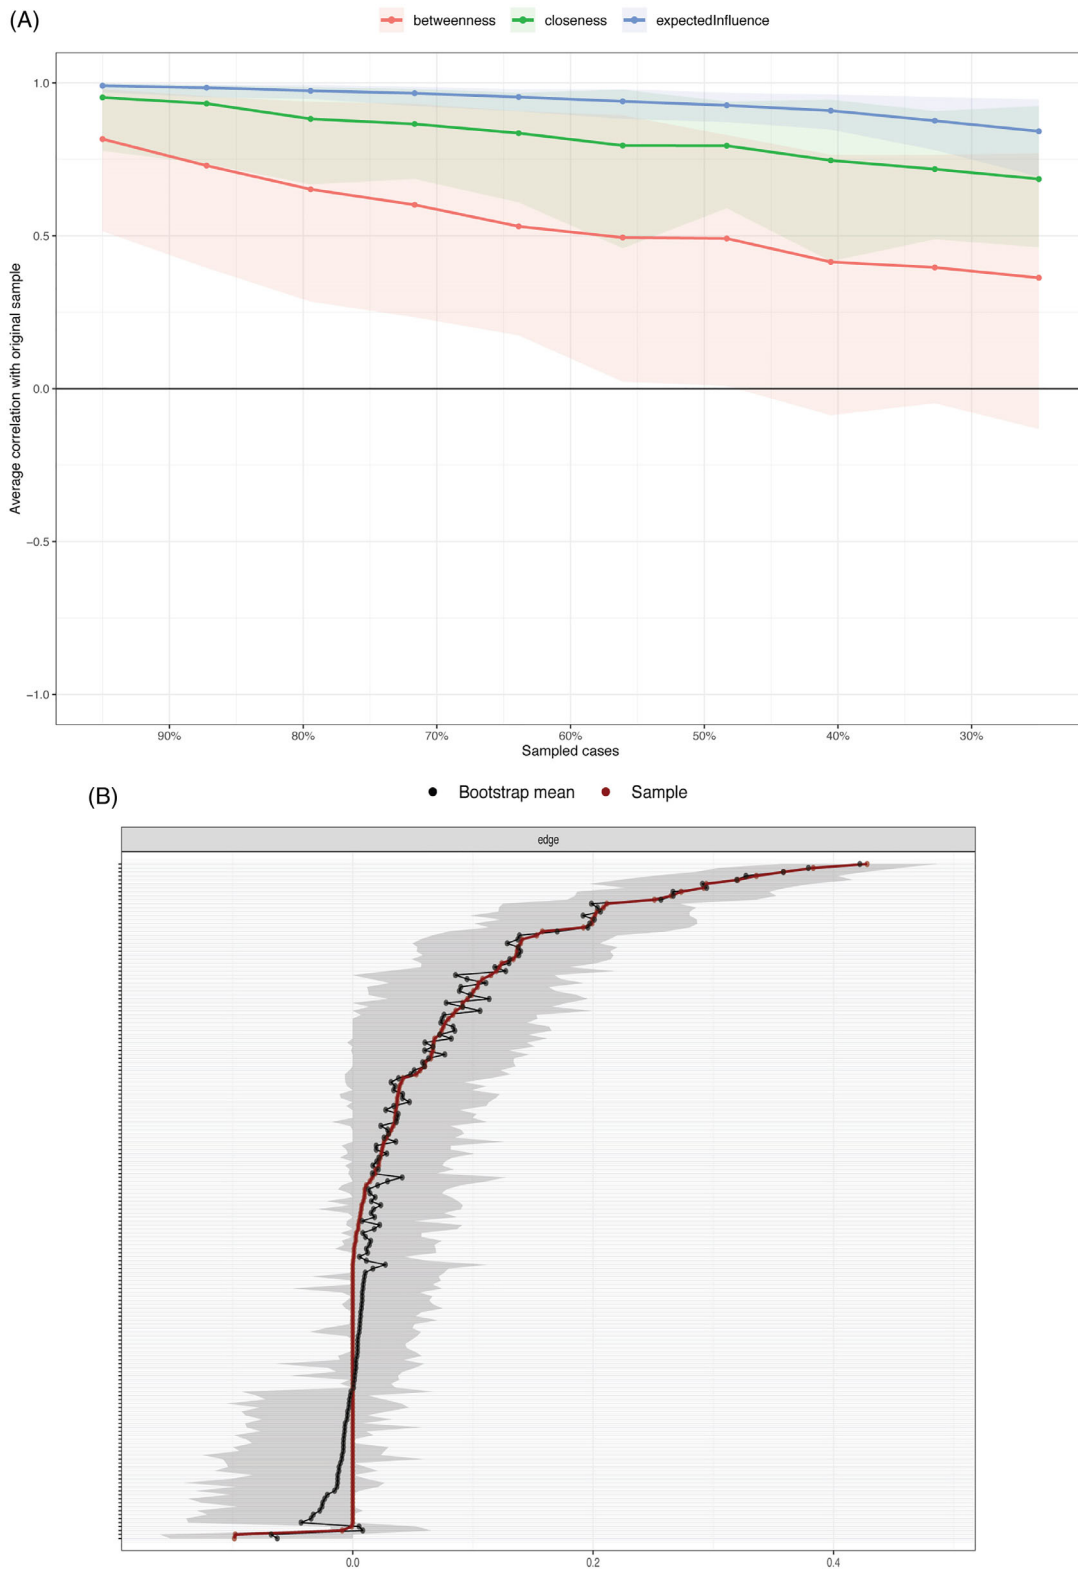 (A)
betweenness closeness expectedInfluence
1.0
0.5
0.0
−0.5
−1.0
Average correlation with original sample
90% 80% 70% 60% 50% 40% 30%
Sampled cases
(B)
Bootstrap mean Sample
edge
0.0 0.2 0.4